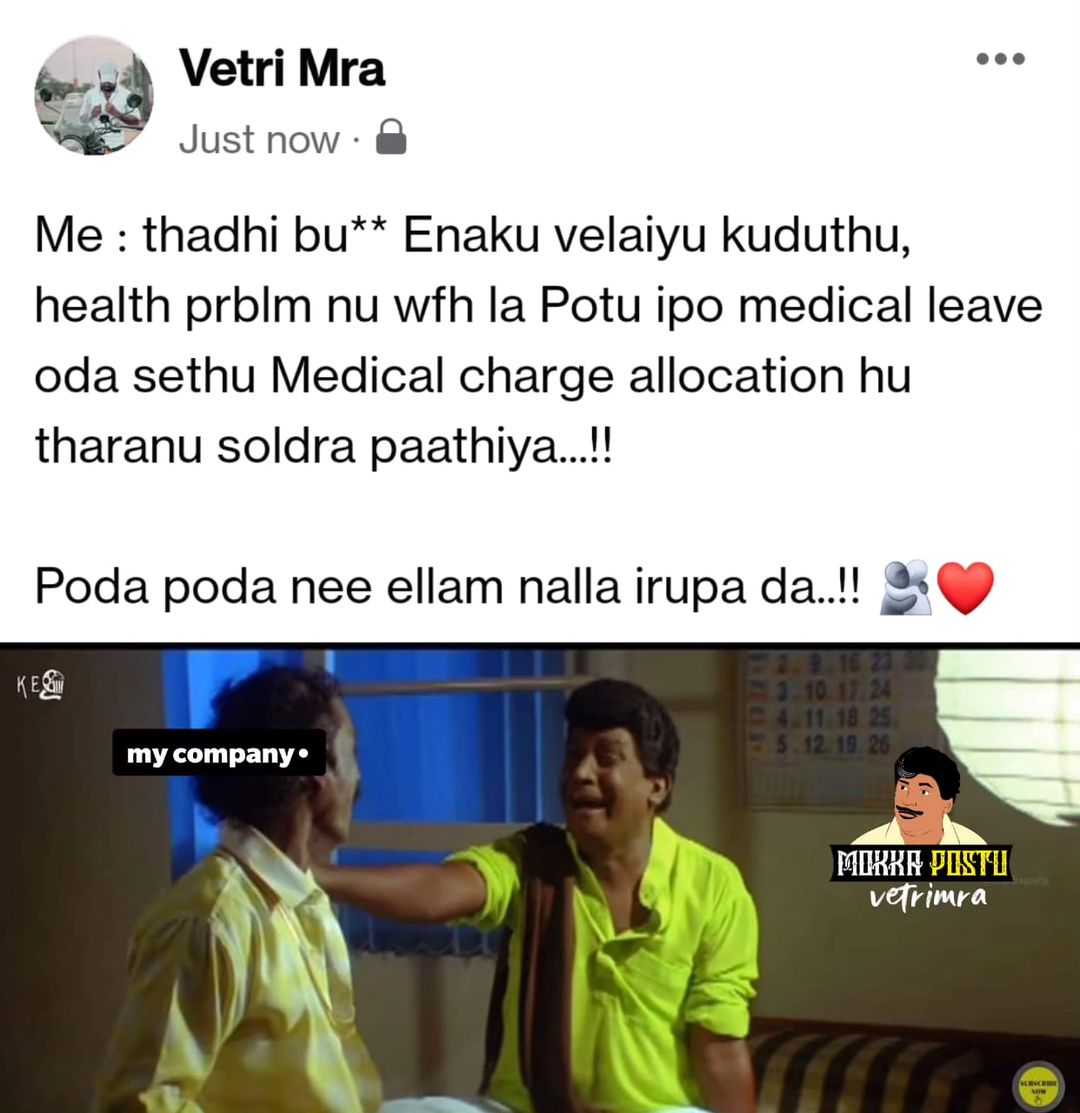 Vetri Mra
Just now ·
Me : thadhi bu** Enaku velaiyu kuduthu,
health prblm nu wfh la Potu ipo medical leave
oda sethu Medical charge allocation hu
tharanu soldra paathiya...!!
Poda poda nee ellam nalla irupa da..!! 🫂❤️
KE
my company•
2 9 16 23 30
3 10 17 24
4 11 18 25
5 12 19 26
MOKKA POSTU
vetrimra
SUBSCRIBE
NOW